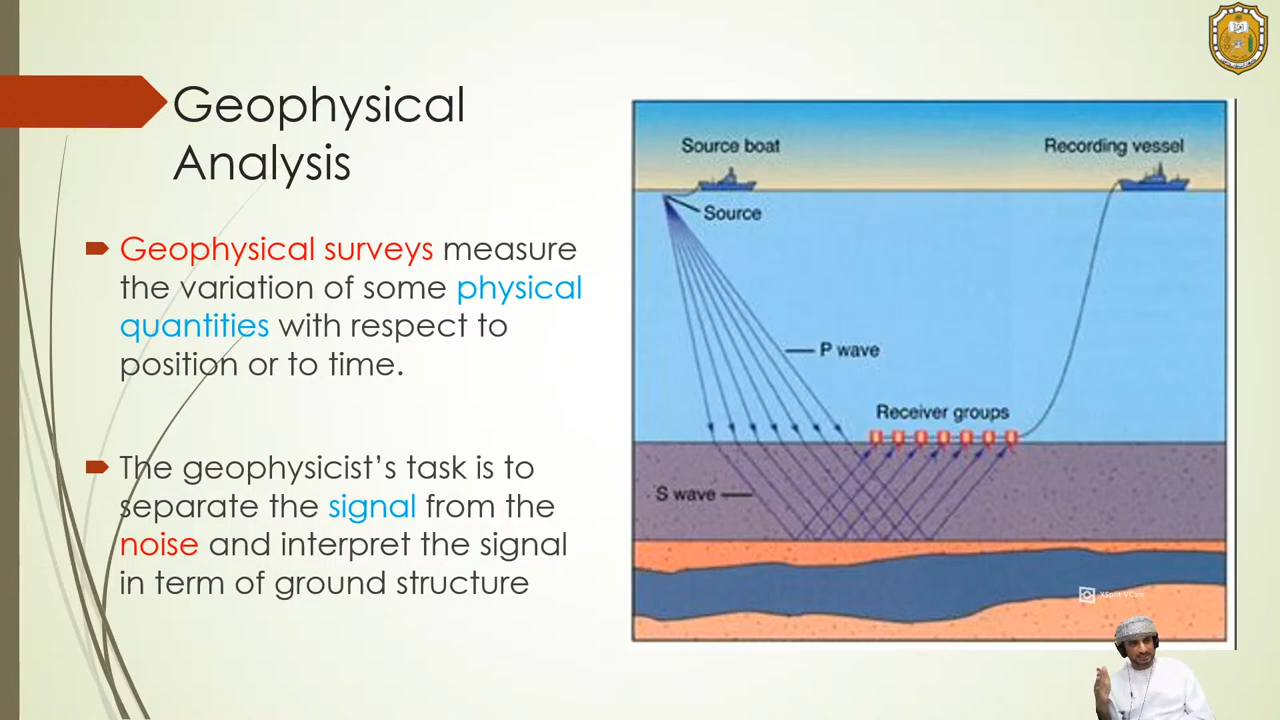 Geophysical
Analysis
Geophysical surveys measure
the variation of some physical
quantities with respect to
position or to time.
The geophysicist's task is to
separate the signal from the
noise and interpret the signal
in term of ground structure
Source boat
Recording vessel
Source
P wave
Receiver groups
S wave
XSplit VCam